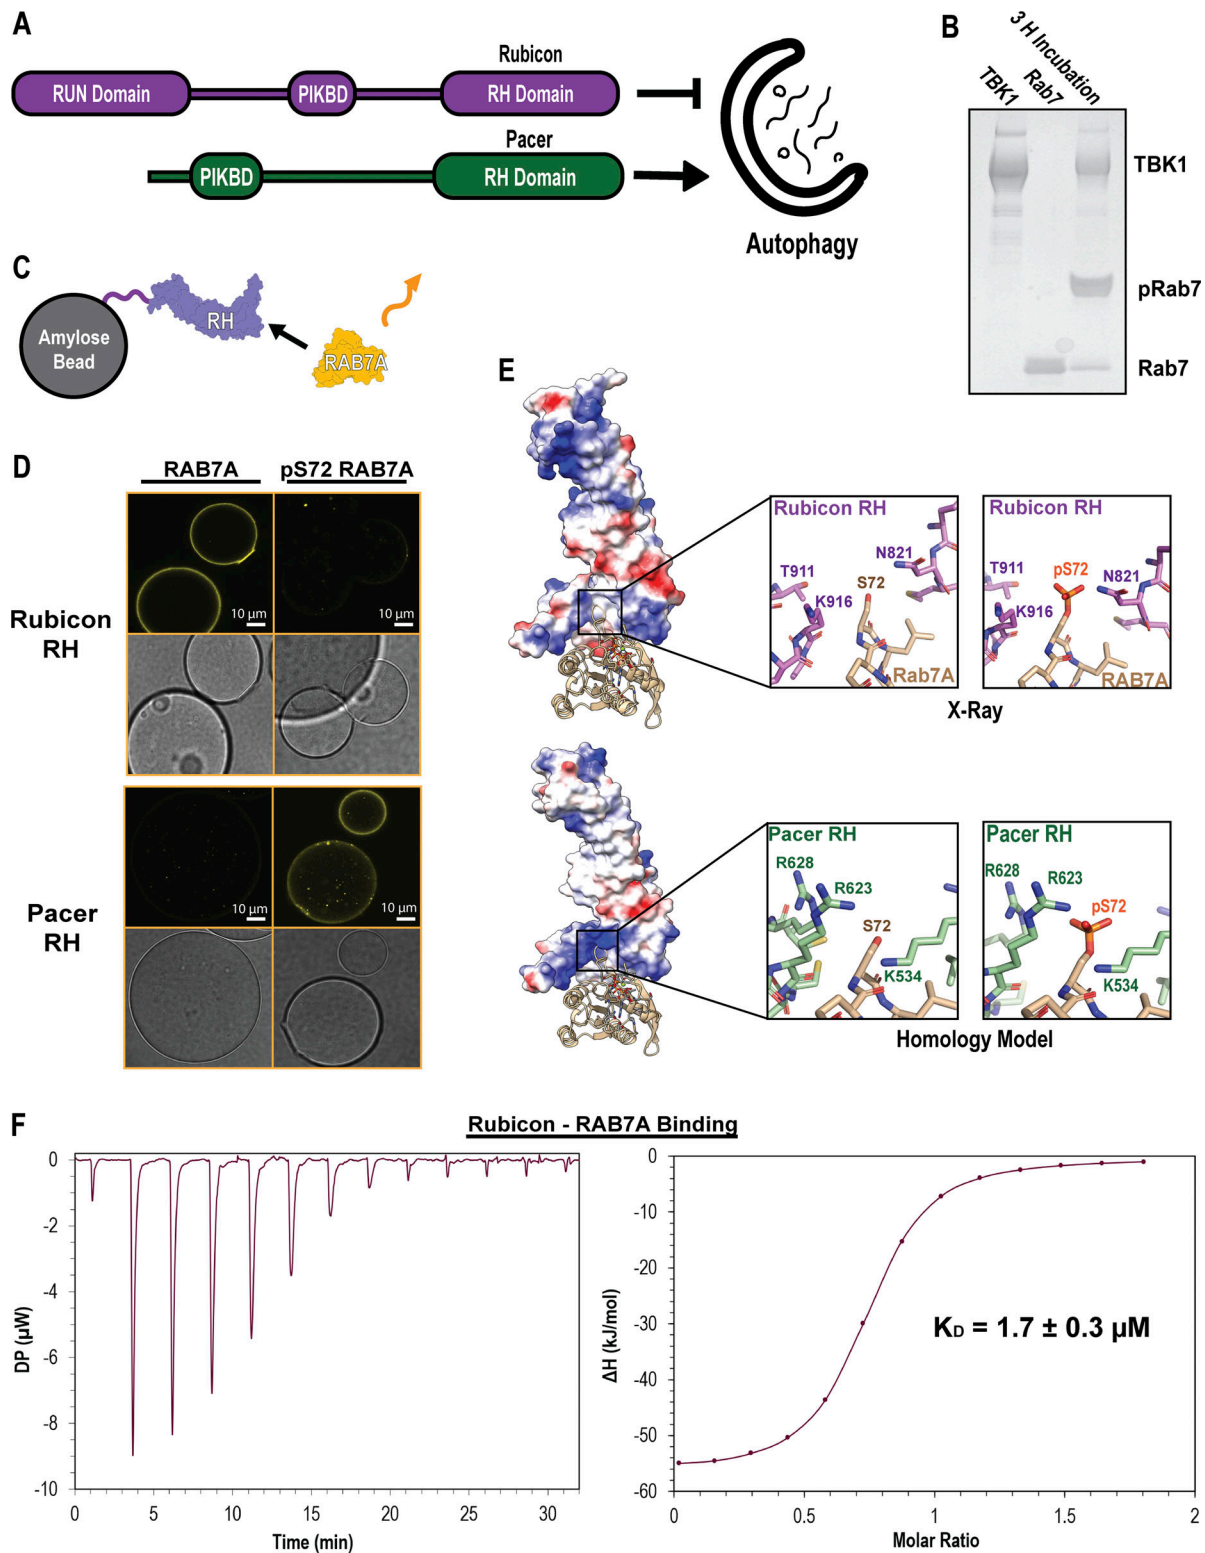 A
Rubicon
RUN Domain
PIKBD
RH Domain
Pacer
PIKBD
RH Domain
Autophagy
B
TBK1
Rab7
3 H Incubation
TBK1
pRab7
Rab7
C
Amylose
Bead
RH
RAB7A
D
RAB7A
pS72 RAB7A
Rubicon
RH
10 µm
10 µm
Pacer
RH
10 µm
10 µm
E
Rubicon RH
T911
K916
S72
N821
Rab7A
Rubicon RH
T911
K916
pS72
N821
RAB7A
X-Ray
Pacer RH
R628
R623
S72
K534
Pacer RH
R628
R623
pS72
K534
Homology Model
F
Rubicon - RAB7A Binding
0
-2
-4
-6
-8
-10
DP (µW)
0
5
10
15
20
25
30
Time (min)
0
-10
-20
-30
-40
-50
-60
ΔH (kJ/mol)
K_D = 1.7 ± 0.3 µM
0
0.5
1
1.5
2
Molar Ratio